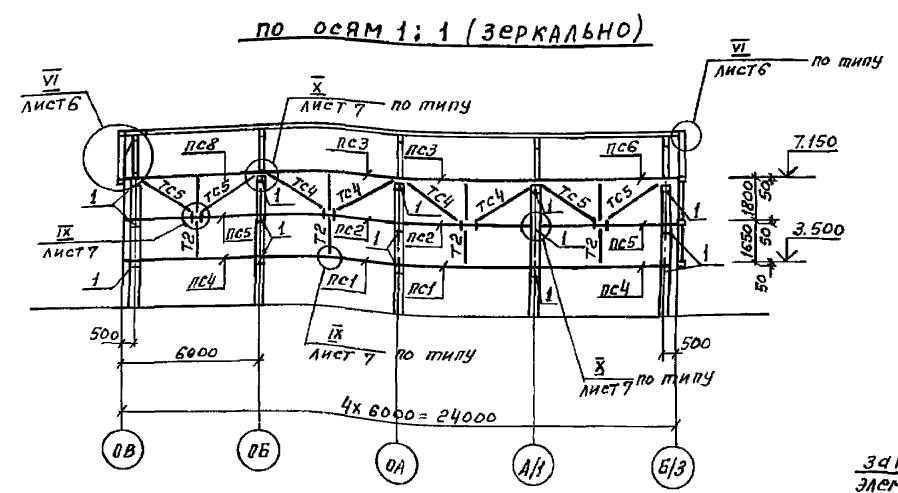 по осям 1; 1 (зеркально)
VI
лист 6
X
лист 7 по типу
VI
лист 6 по типу
пс8
пс3
пс3
пс6
7.150
тс5
тс5
тс4
тс4
тс4
тс4
тс5
тс5
1
1
1
1
1
1800
50
IX
лист 7
т2
пс5
1
т2
пс2
1
пс2
т2
1
пс5
т2
1
1650
50
3.500
1
пс4
пс1
пс1
1
пс4
50
500
6000
IX
лист 7 по типу
X
лист 7 по типу
500
4х6000=24000
0В
0Б
0А
А/1
Б/3